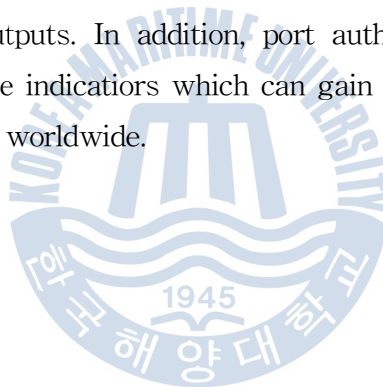 utputs. In addition, port auth
e indicatiors which can gain
worldwide.
KOREA MARITIME UNIVERSITY
1945
한국해양대학교